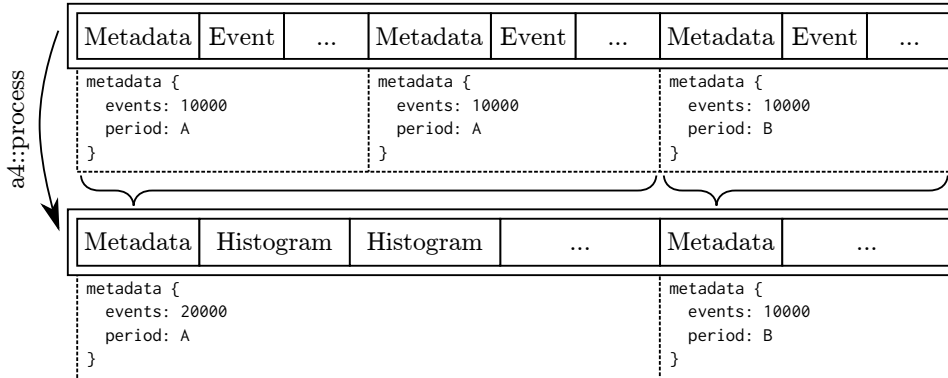 Metadata Event ... Metadata Event ... Metadata Event ...
metadata { metadata { metadata {
events: 10000 events: 10000 events: 10000
period: A period: A period: B
} } }
a4::process
Metadata Histogram Histogram ... Metadata ...
metadata { metadata {
events: 20000 events: 10000
period: A period: B
} }